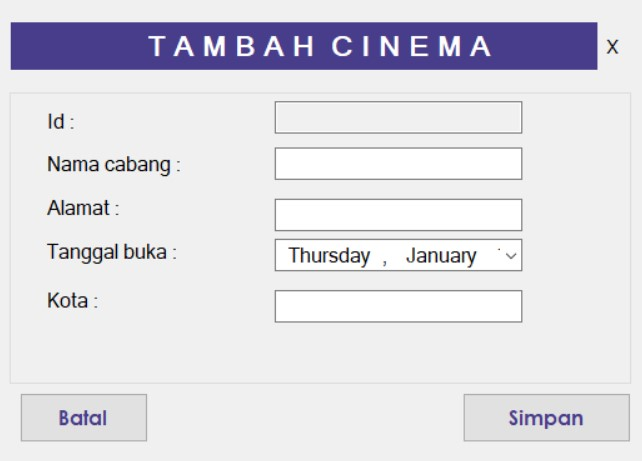 TAMBAH CINEMA
X
Id :
Nama cabang :
Alamat :
Tanggal buka :
Thursday , January
Kota :
Batal
Simpan